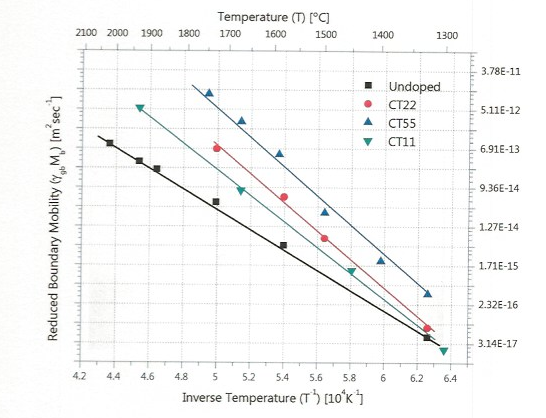 Temperature (T) [°C]
2100 2000 1900 1800 1700 1600 1500 1400 1300
Undoped
CT22
CT55
CT11
3.78E-11
5.11E-12
6.91E-13
9.36E-14
1.27E-14
1.71E-15
2.32E-16
3.14E-17
Reduced Boundary Mobility (γgb Mb) [m²sec⁻¹]
4.2 4.4 4.6 4.8 5 5.2 5.4 5.6 5.8 6 6.2 6.4
Inverse Temperature (T⁻¹) [10⁴K⁻¹]